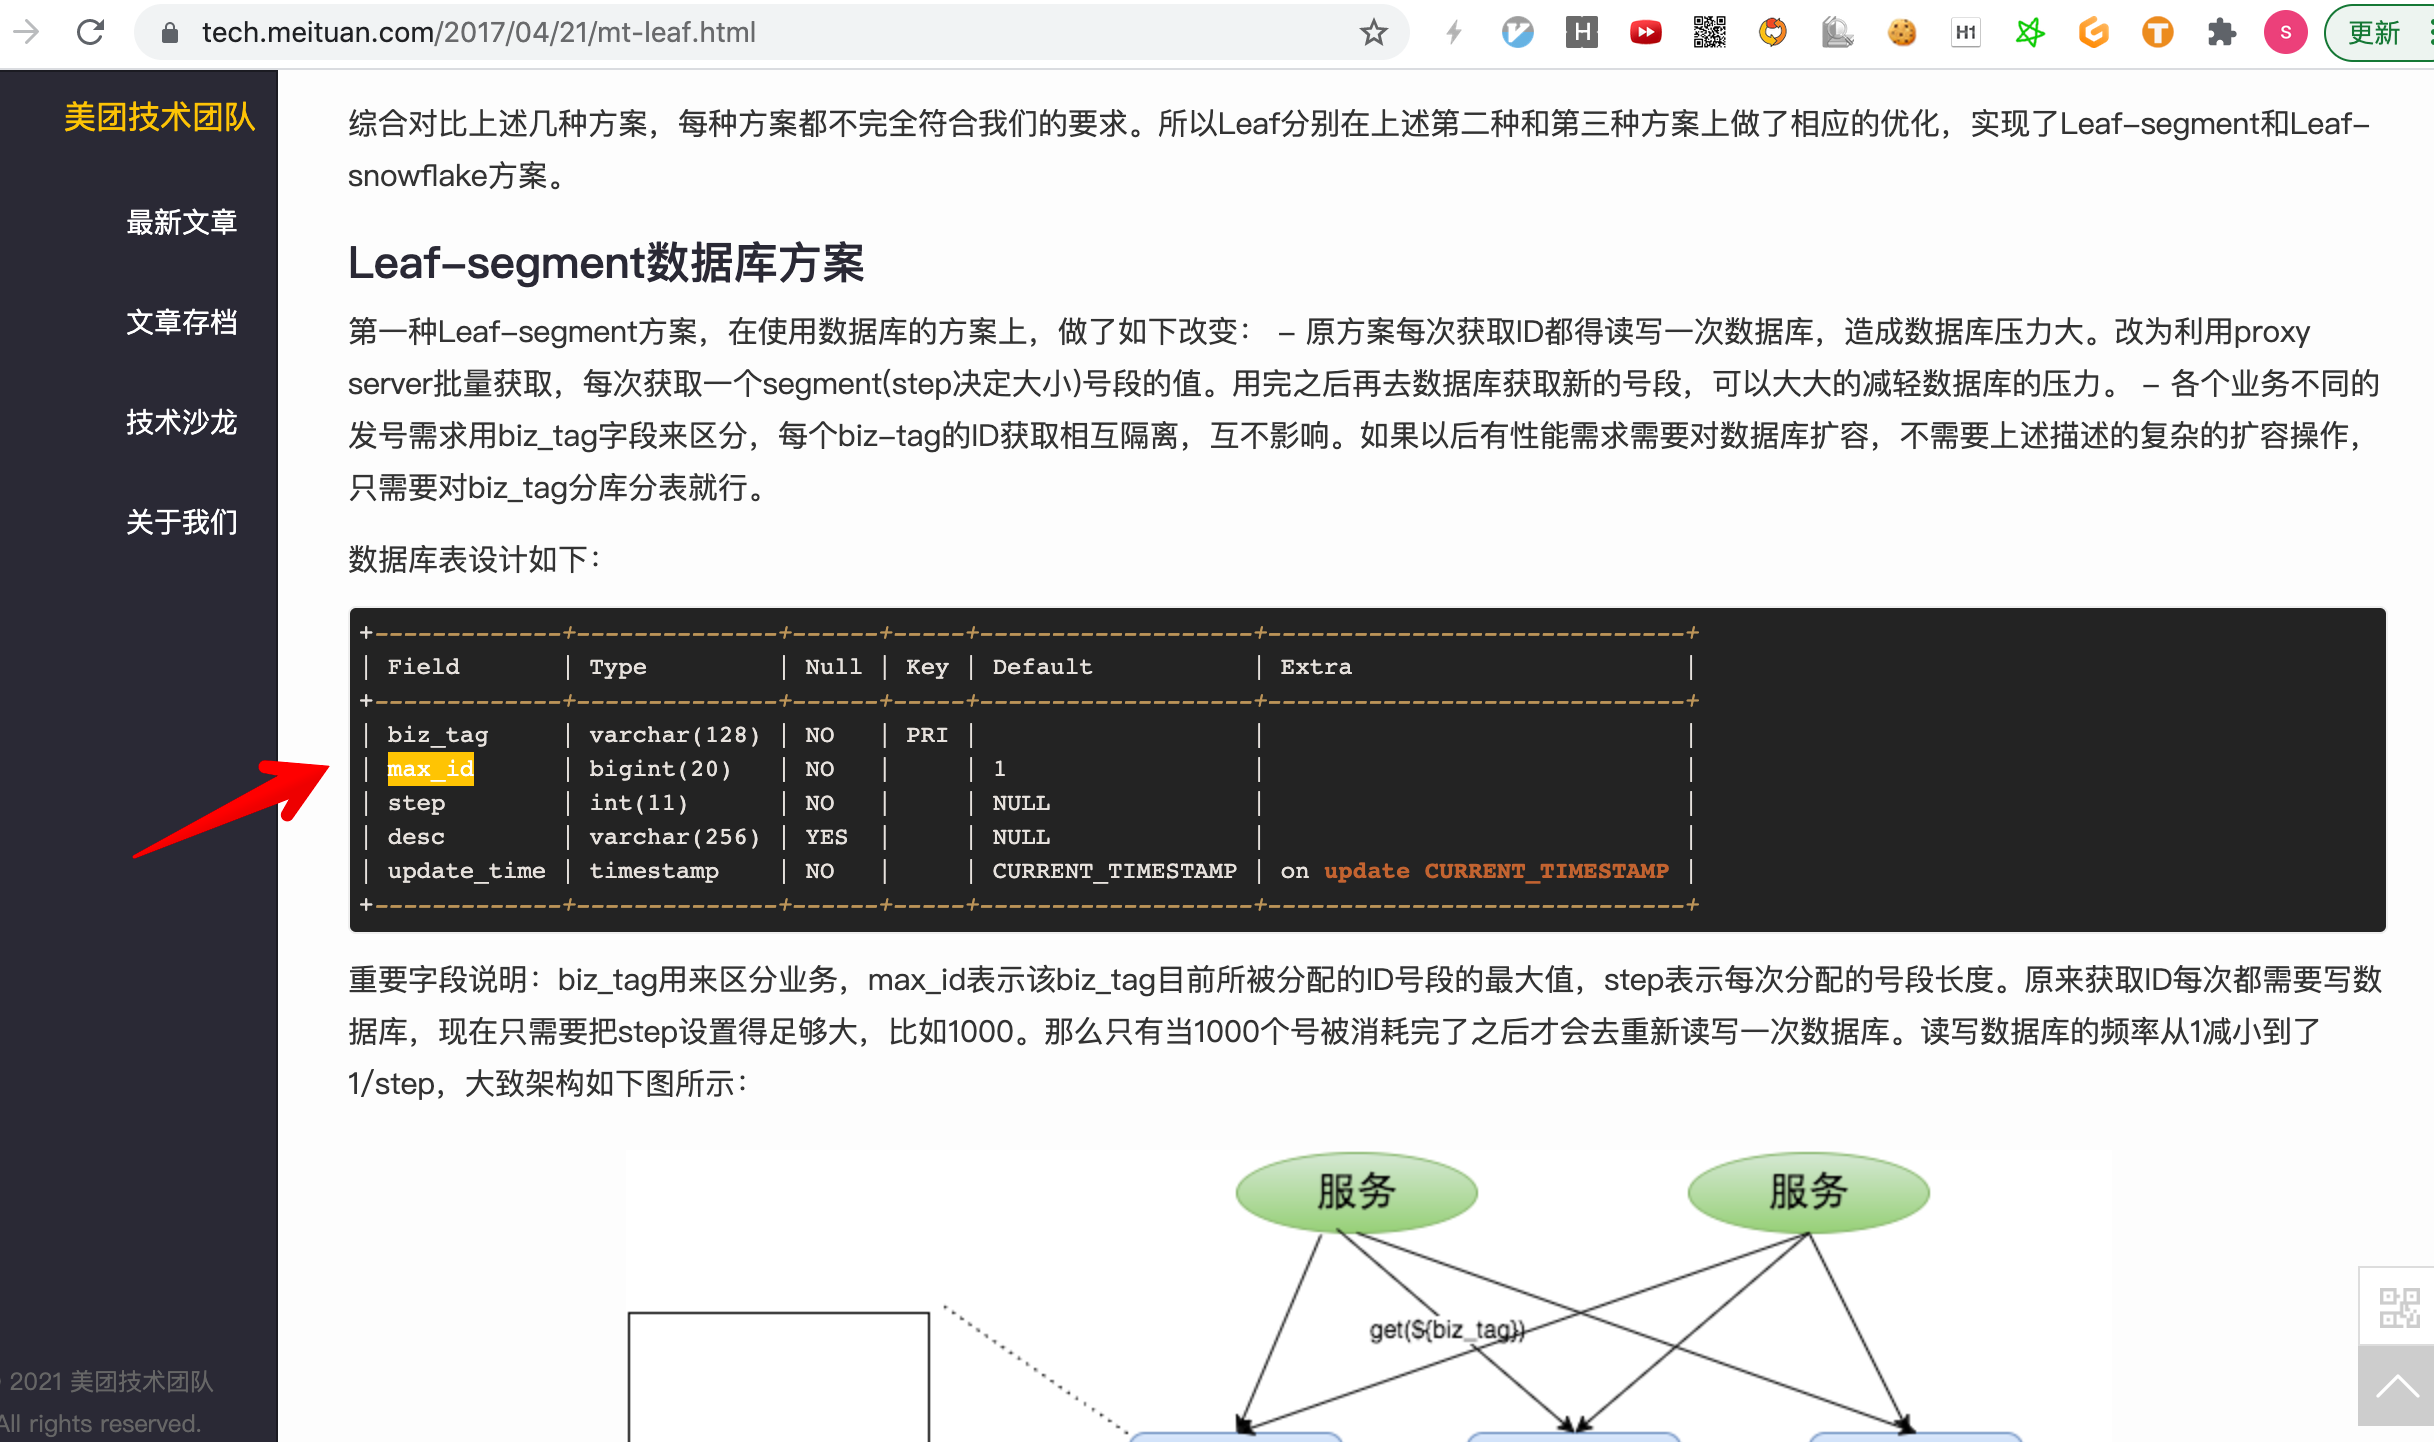 tech.meituan.com/2017/04/21/mt-leaf.html
H
H1
T
S
更新
美团技术团队
最新文章
文章存档
技术沙龙
关于我们
综合对比上述几种方案，每种方案都不完全符合我们的要求。所以Leaf分别在上述第二种和第三种方案上做了相应的优化，实现了Leaf-segment和Leaf-
snowflake方案。
Leaf-segment数据库方案
第一种Leaf-segment方案，在使用数据库的方案上，做了如下改变： - 原方案每次获取ID都得读写一次数据库，造成数据库压力大。改为利用proxy
server批量获取，每次获取一个segment(step决定大小)号段的值。用完之后再去数据库获取新的号段，可以大大的减轻数据库的压力。 - 各个业务不同的
发号需求用biz_tag字段来区分，每个biz-tag的ID获取相互隔离，互不影响。如果以后有性能需求需要对数据库扩容，不需要上述描述的复杂的扩容操作，
只需要对biz_tag分库分表就行。
数据库表设计如下：
+-------------+--------------+------+-----+-------------------+-----------------------------+
| Field       | Type         | Null | Key | Default           | Extra                       |
+-------------+--------------+------+-----+-------------------+-----------------------------+
| biz_tag     | varchar(128) | NO   | PRI |                   |                             |
| max_id      | bigint(20)   | NO   |     | 1                 |                             |
| step        | int(11)      | NO   |     | NULL              |                             |
| desc        | varchar(256) | YES  |     | NULL              |                             |
| update_time | timestamp    | NO   |     | CURRENT_TIMESTAMP | on update CURRENT_TIMESTAMP |
+-------------+--------------+------+-----+-------------------+-----------------------------+
重要字段说明：biz_tag用来区分业务，max_id表示该biz_tag目前所被分配的ID号段的最大值，step表示每次分配的号段长度。原来获取ID每次都需要写数
据库，现在只需要把step设置得足够大，比如1000。那么只有当1000个号被消耗完了之后才会去重新读写一次数据库。读写数据库的频率从1减小到了
1/step，大致架构如下图所示：
服务
服务
get(${biz_tag})
2021 美团技术团队
All rights reserved.